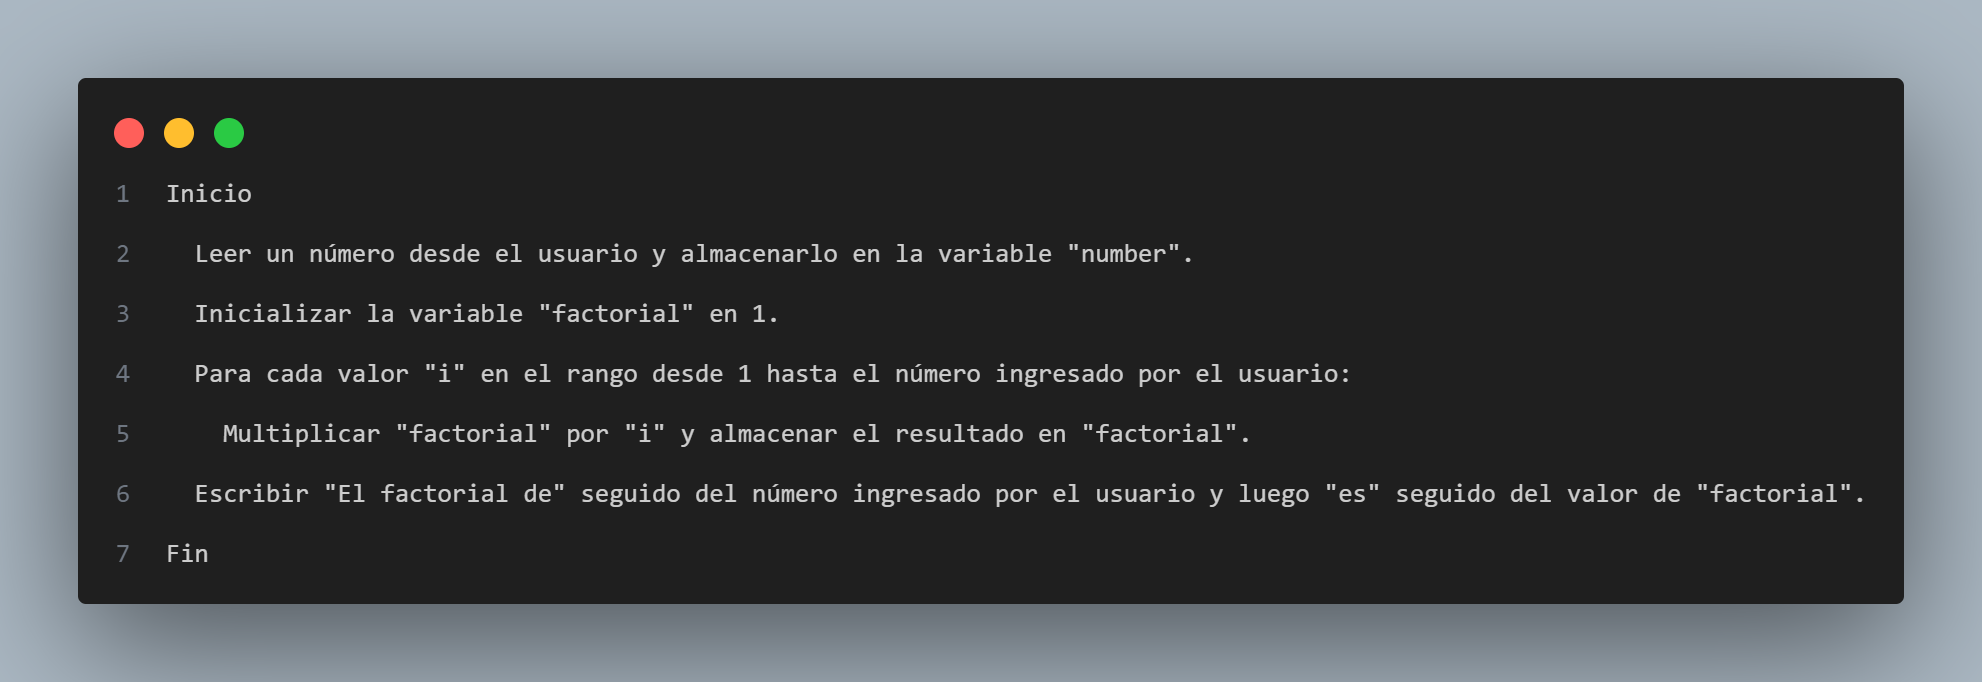 1 Inicio
2 Leer un número desde el usuario y almacenarlo en la variable "number".
3 Inicializar la variable "factorial" en 1.
4 Para cada valor "i" en el rango desde 1 hasta el número ingresado por el usuario:
5 Multiplicar "factorial" por "i" y almacenar el resultado en "factorial".
6 Escribir "El factorial de" seguido del número ingresado por el usuario y luego "es" seguido del valor de "factorial".
7 Fin